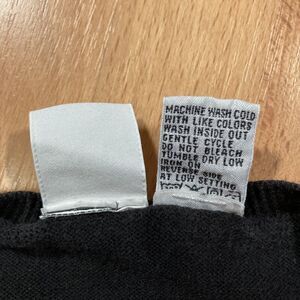 MACHINE WASH COLD
WITH LIKE COLORS
WASH INSIDE OUT
GENTLE CYCLE
DO NOT BLEACH
TUMBLE DRY LOW
IRON ON
REVERSE SIDE
AT LOW SETTING